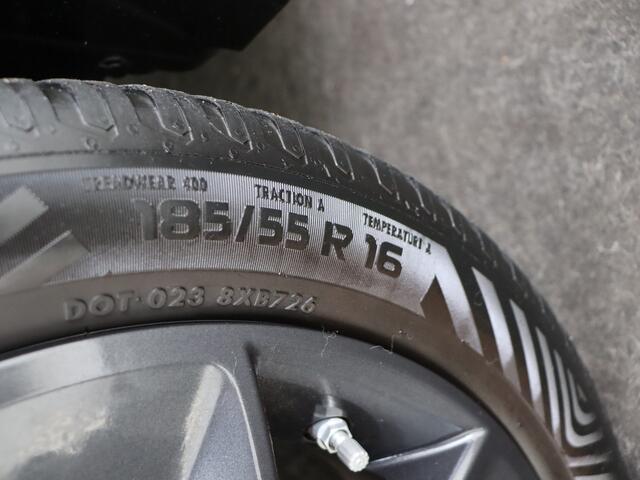 TREADWEAR 400
TRACTION A
TEMPERATURE A
185/55 R 16
DOT·023 8XB726